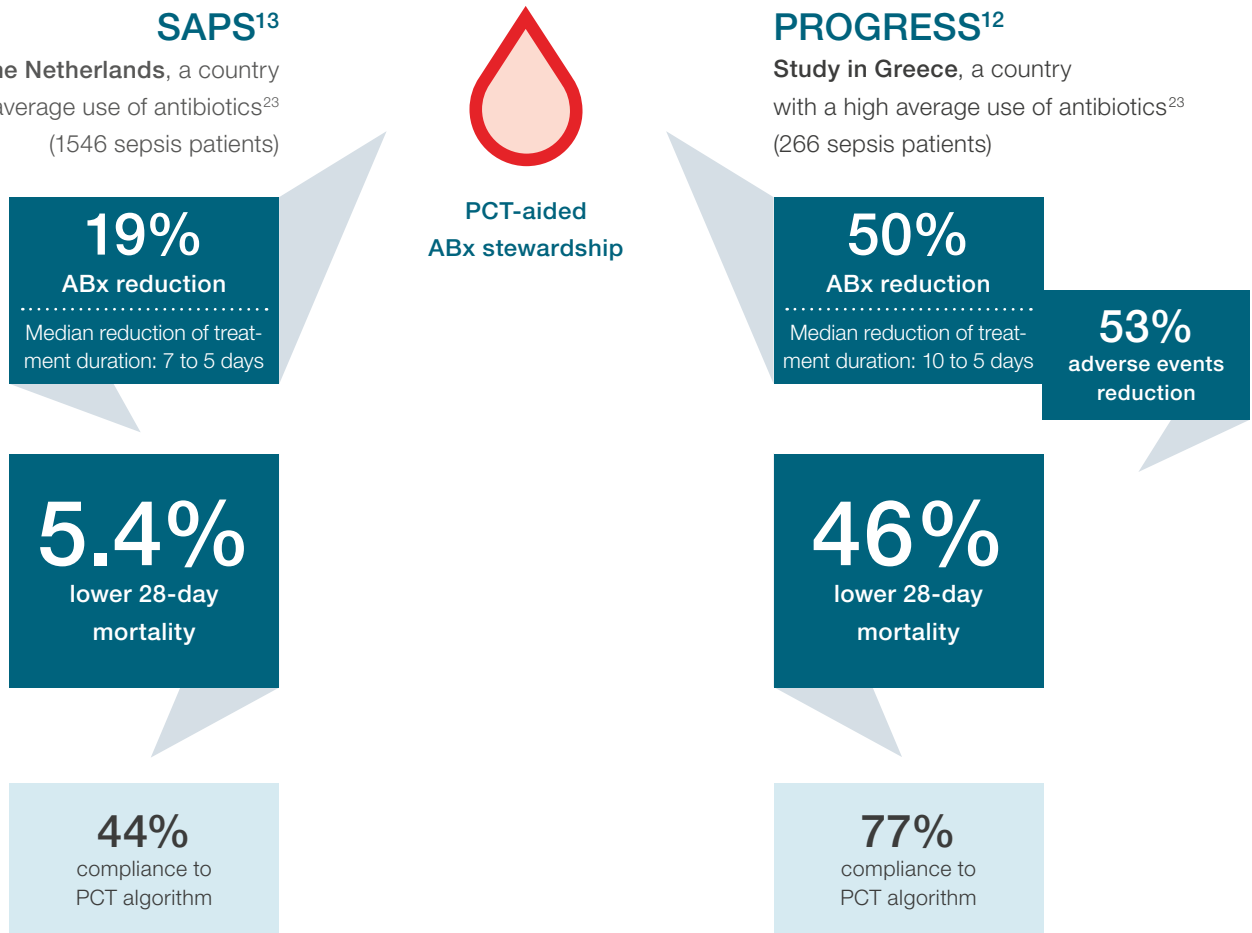 SAPS¹³
ne Netherlands, a country
average use of antibiotics²³
(1546 sepsis patients)
19%
ABx reduction
Median reduction of treat-
ment duration: 7 to 5 days
5.4%
lower 28-day
mortality
44%
compliance to
PCT algorithm
PCT-aided
ABx stewardship
PROGRESS¹²
Study in Greece, a country
with a high average use of antibiotics²³
(266 sepsis patients)
50%
ABx reduction
Median reduction of treat-
ment duration: 10 to 5 days
53%
adverse events
reduction
46%
lower 28-day
mortality
77%
compliance to
PCT algorithm